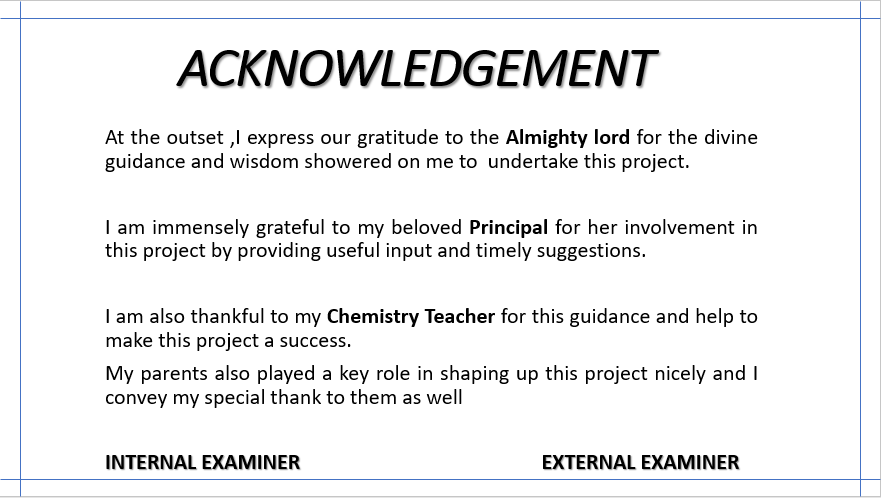 ACKNOWLEDGEMENT
At the outset ,I express our gratitude to the Almighty lord for the divine
guidance and wisdom showered on me to  undertake this project.
I am immensely grateful to my beloved Principal for her involvement in
this project by providing useful input and timely suggestions.
I am also thankful to my Chemistry Teacher for this guidance and help to
make this project a success.
My parents also played a key role in shaping up this project nicely and I
convey my special thank to them as well
INTERNAL EXAMINER EXTERNAL EXAMINER